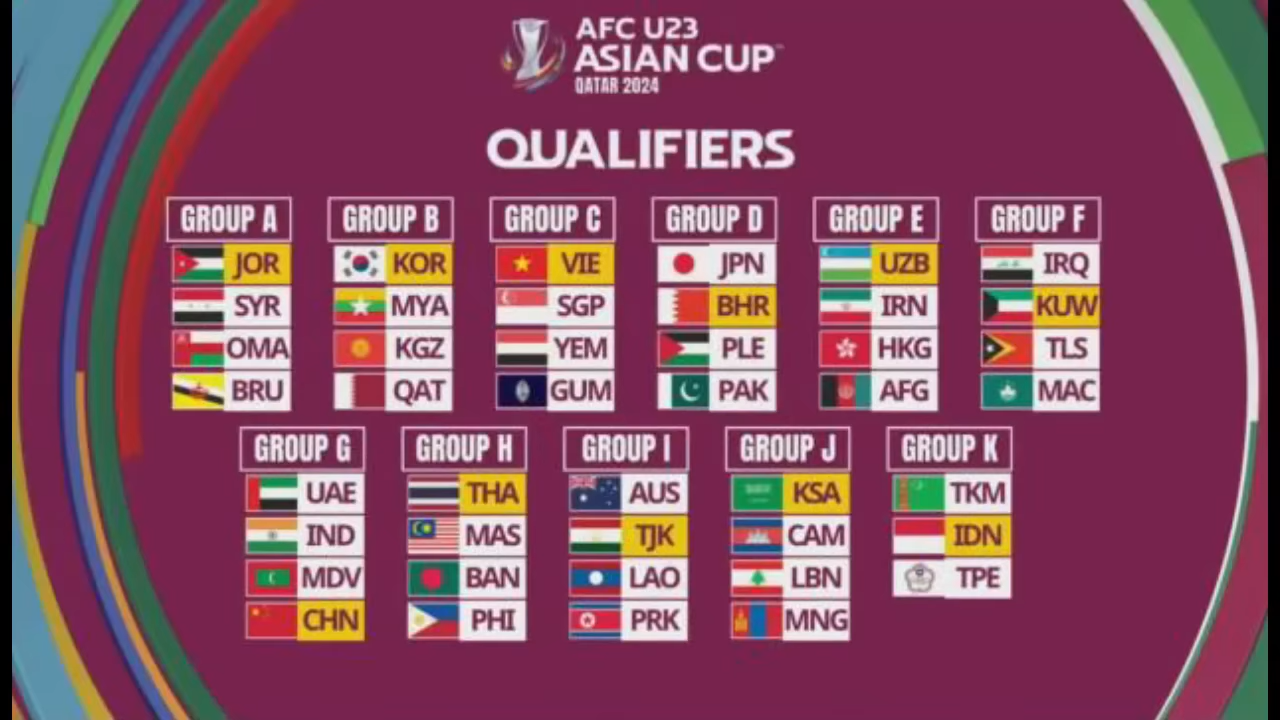 AFC U23
ASIAN CUP™
QATAR 2024
QUALIFIERS
GROUP A
JOR
SYR
OMA
BRU
GROUP B
KOR
MYA
KGZ
QAT
GROUP C
VIE
SGP
YEM
GUM
GROUP D
JPN
BHR
PLE
PAK
GROUP E
UZB
IRN
HKG
AFG
GROUP F
IRQ
KUW
TLS
MAC
GROUP G
UAE
IND
MDV
CHN
GROUP H
THA
MAS
BAN
PHI
GROUP I
AUS
TJK
LAO
PRK
GROUP J
KSA
CAM
LBN
MNG
GROUP K
TKM
IDN
TPE